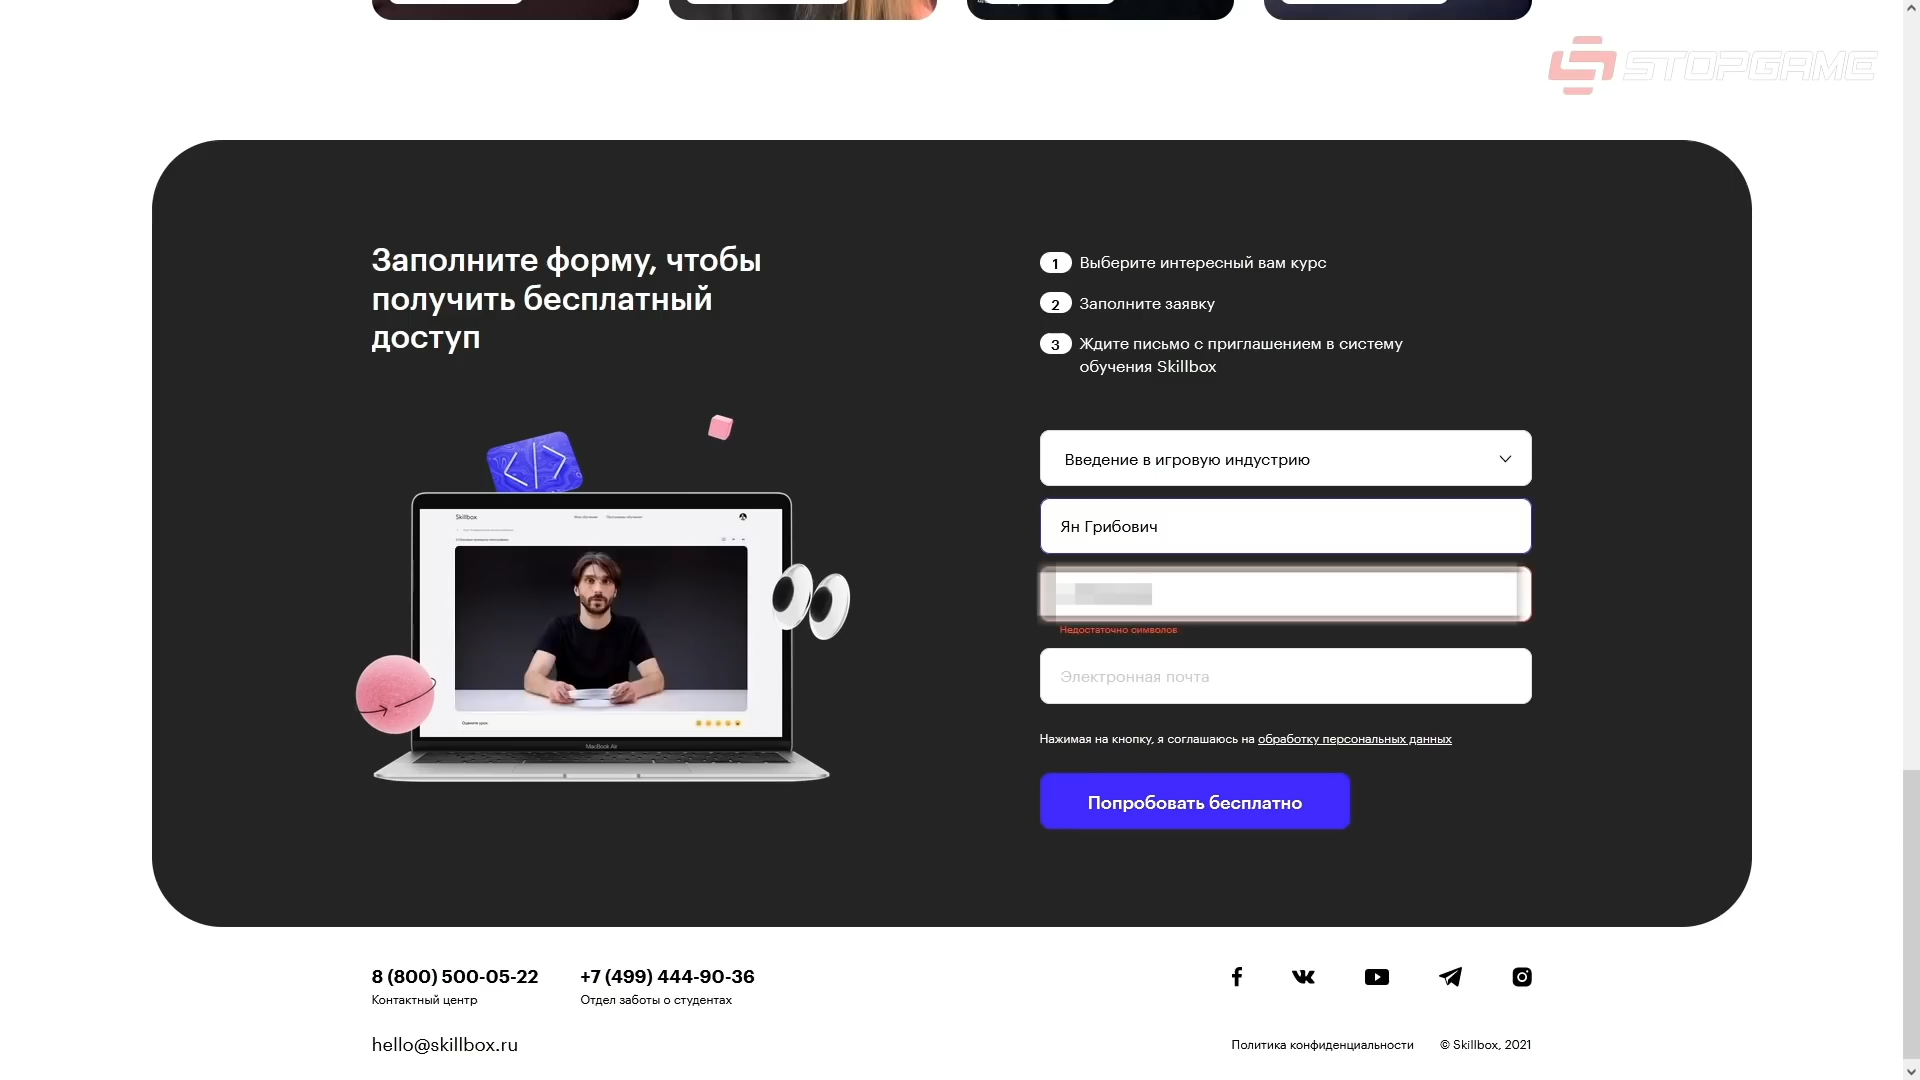 STOPGAME
Заполните форму, чтобы
получить бесплатный
доступ
1 Выберите интересный вам курс
2 Заполните заявку
3 Ждите письмо с приглашением в систему
обучения Skillbox
Введение в игровую индустрию
Ян Грибович
Недостаточно символов
Электронная почта
Нажимая на кнопку, я соглашаюсь на обработку персональных данных
Попробовать бесплатно
Skillbox
MacBook Air
8 (800) 500-05-22
Контактный центр
+7 (499) 444-90-36
Отдел заботы о студентах
hello@skillbox.ru
Политика конфиденциальности
© Skillbox, 2021